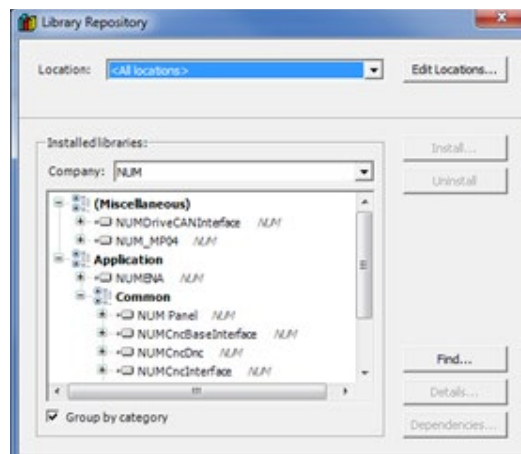 Library Repository
Location: <All locations> Edit Locations...
Installed libraries:
Company: NUM
Install...
Uninstall
(Miscellaneous)
NUMDriveCANInterface NUM
NUM_MP04 NUM
Application
NUMENA NUM
Common
NUM Panel NUM
NUMCncBaseInterface NUM
NUMCncDnc NUM
NUMCncInterface NUM
Find...
Details...
Dependencies...
Group by category